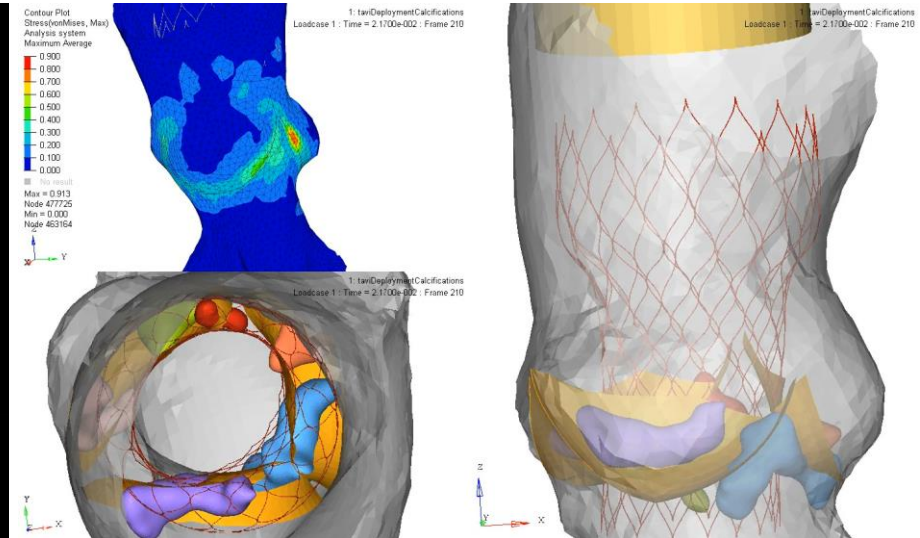 Contour Plot
Stress(vonMises, Max)
Analysis system
Maximum Average
0.900
0.800
0.700
0.600
0.500
0.400
0.300
0.200
0.100
0.000
No result
Max = 0.913
Node 477725
Min = 0.000
Node 463164
Z
X
Y
1: taviDeploymentCalcifications
Loadcase 1 : Time = 2.1700e-002 : Frame 210
1: taviDeploymentCalcifications
Loadcase 1 : Time = 2.1700e-002 : Frame 210
Y
Z
X
1: taviDeploymentCalcifications
Loadcase 1 : Time = 2.1700e-002 : Frame 210
Z
Y
X